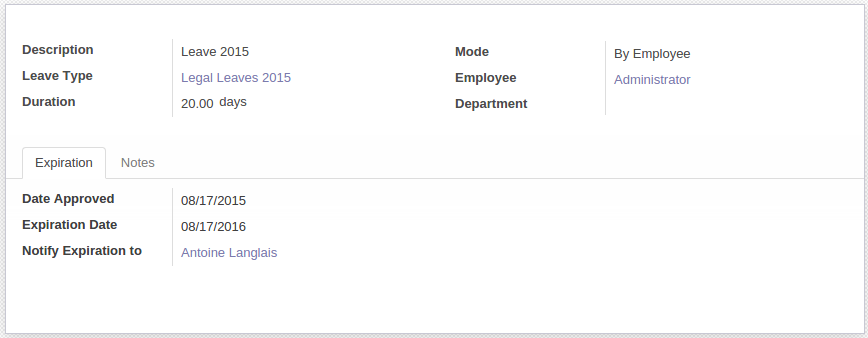 Description Leave 2015 Mode By Employee
Leave Type Legal Leaves 2015 Employee Administrator
Duration 20.00 days Department
Expiration Notes
Date Approved 08/17/2015
Expiration Date 08/17/2016
Notify Expiration to Antoine Langlais